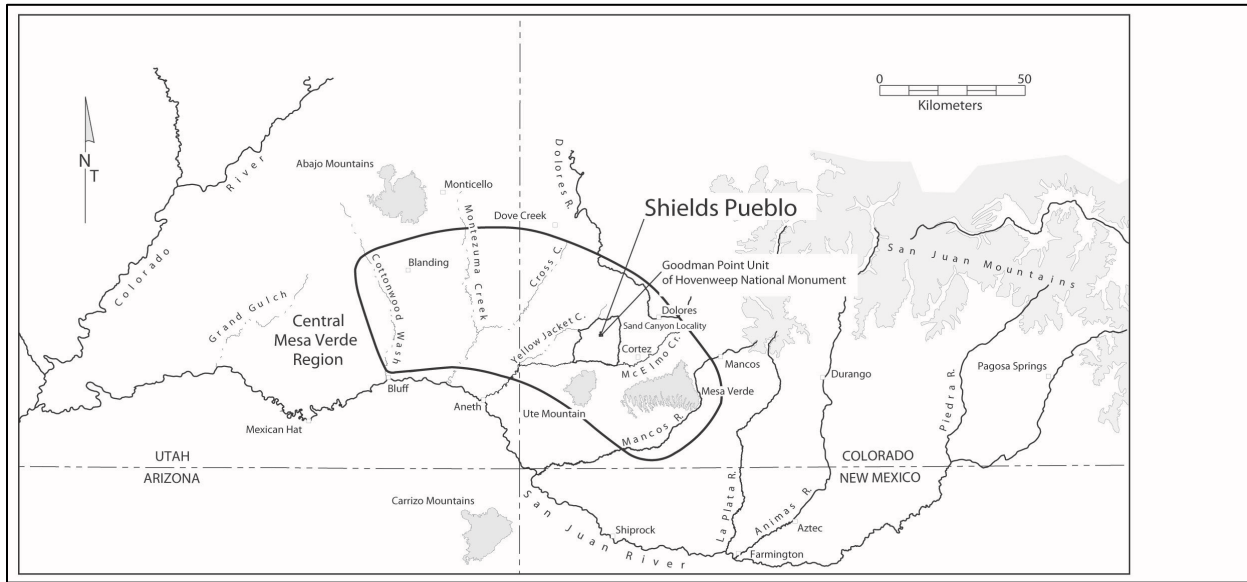 0
50
Kilometers
N
T
Colorado
River
Abajo Mountains
Monticello
Dolores R.
Dove Creek
Shields Pueblo
Goodman Point Unit
of Hovenweep National Monument
San Juan Mountains
Blanding
Cottonwood Wash
Montezuma Creek
Cross C.
Grand Gulch
Central
Mesa Verde
Region
Yellow Jacket C.
Dolores
Sand Canyon Locality
Cortez
McElmo Cr.
Mancos
Durango
Pagosa Springs
Piedra R.
Bluff
Aneth
Ute Mountain
Mesa Verde
Mexican Hat
Mancos R.
UTAH
ARIZONA
COLORADO
NEW MEXICO
Carrizo Mountains
San Juan River
Shiprock
La Plata R.
Animas R.
Aztec
Farmington